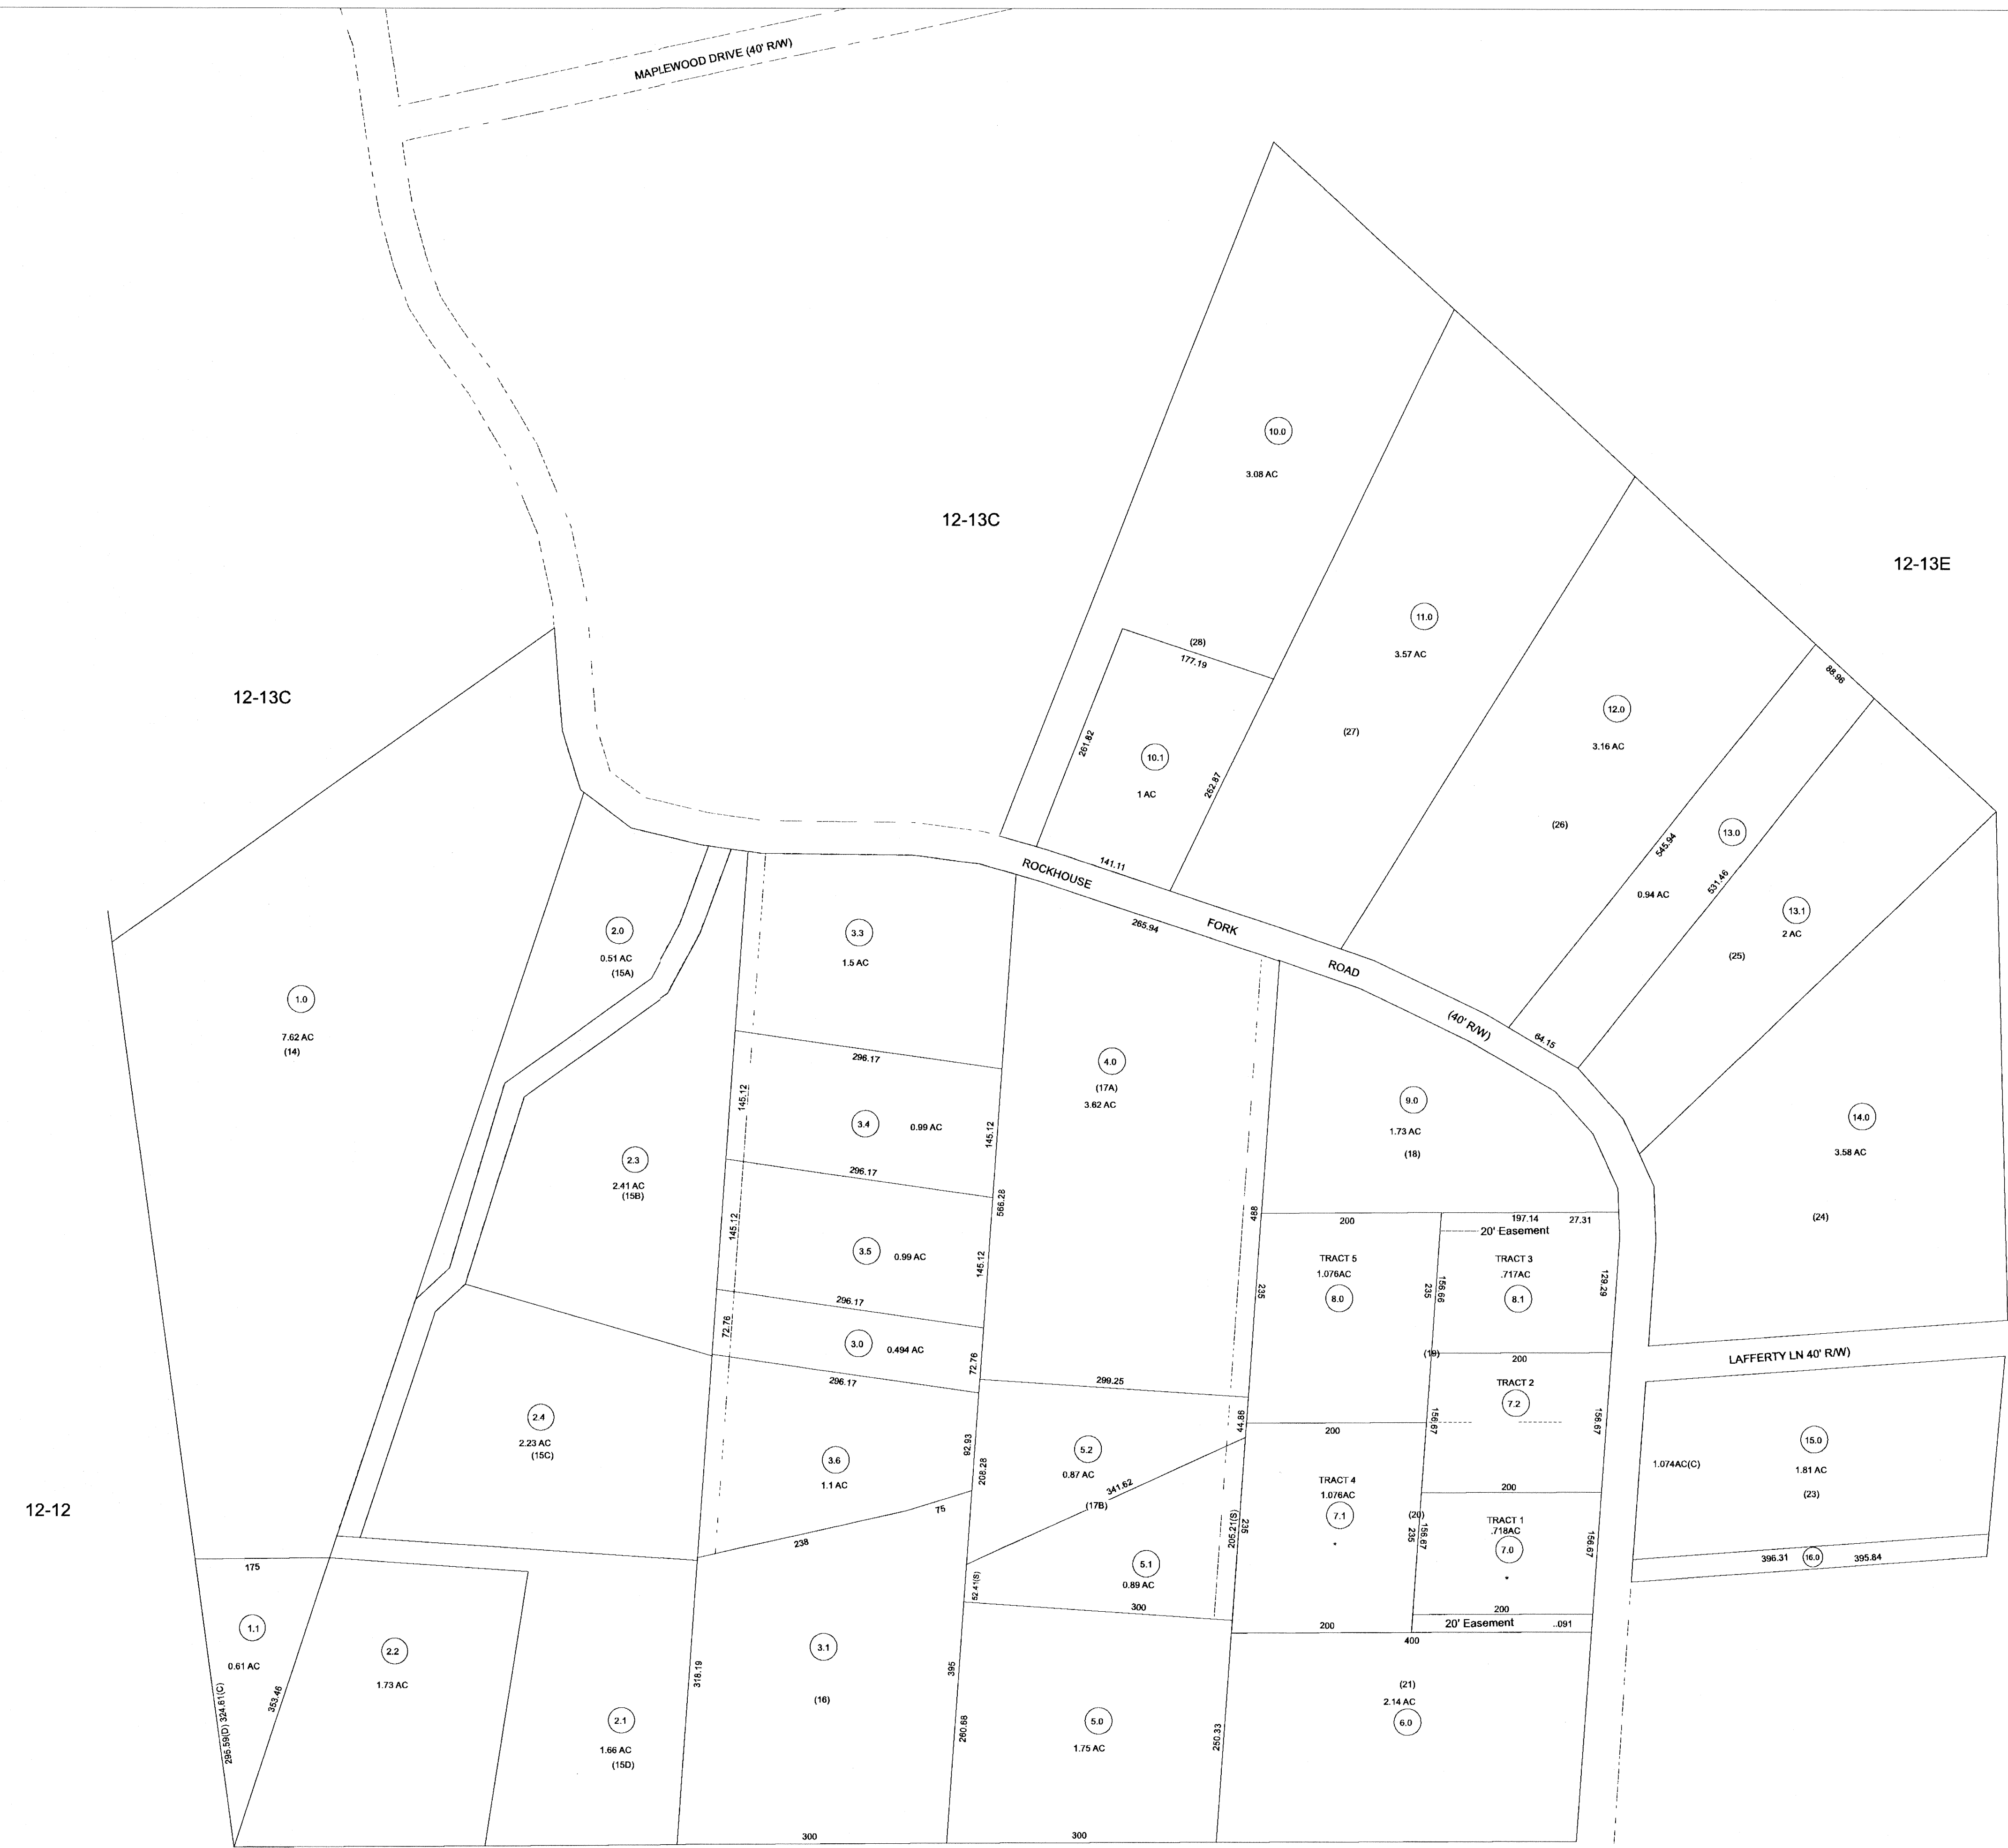 MAPLEWOOD DRIVE (40' R/W)
10.0
3.08 AC
12-13C
12-13E
11.0
3.57 AC
(28)
177.19
88.96
12-13C
12.0
3.16 AC
(27)
261.82
10.1
1 AC
262.87
(26)
13.0
545.94
0.94 AC
531.46
13.1
2 AC
(25)
141.11
ROCKHOUSE
FORK
ROAD
(40' R/W)
265.94
64.15
2.0
0.51 AC
(15A)
3.3
1.5 AC
1.0
7.62 AC
(14)
296.17
4.0
(17A)
3.62 AC
145.12
3.4
0.99 AC
145.12
9.0
1.73 AC
(18)
14.0
3.58 AC
(24)
2.3
2.41 AC
(15B)
296.17
566.28
488
145.12
3.5
0.99 AC
145.12
200
197.14
27.31
20' Easement
TRACT 5
1.076AC
8.0
TRACT 3
.717AC
8.1
235
235
156.66
129.29
296.17
72.76
3.0
0.494 AC
72.76
296.17
299.25
(19)
200
LAFFERTY LN 40' R/W)
TRACT 2
7.2
2.4
2.23 AC
(15C)
44.86
200
156.67
156.67
92.93
208.28
5.2
0.87 AC
3.6
1.1 AC
15.0
1.074AC(C)
1.81 AC
(23)
341.62
(17B)
TRACT 4
1.076AC
7.1
200
75
238
205.21(S)
235
(20)
235
156.67
TRACT 1
.718AC
7.0
156.67
12-12
396.31
16.0
395.84
175
5.1
0.89 AC
52.41(S)
300
200
200
20' Easement
..091
400
1.1
0.61 AC
2.2
1.73 AC
3.1
(16)
318.19
395
(21)
2.14 AC
6.0
295.59(D) 324.61(C)
353.46
2.1
1.66 AC
(15D)
260.68
5.0
1.75 AC
250.33
300
300